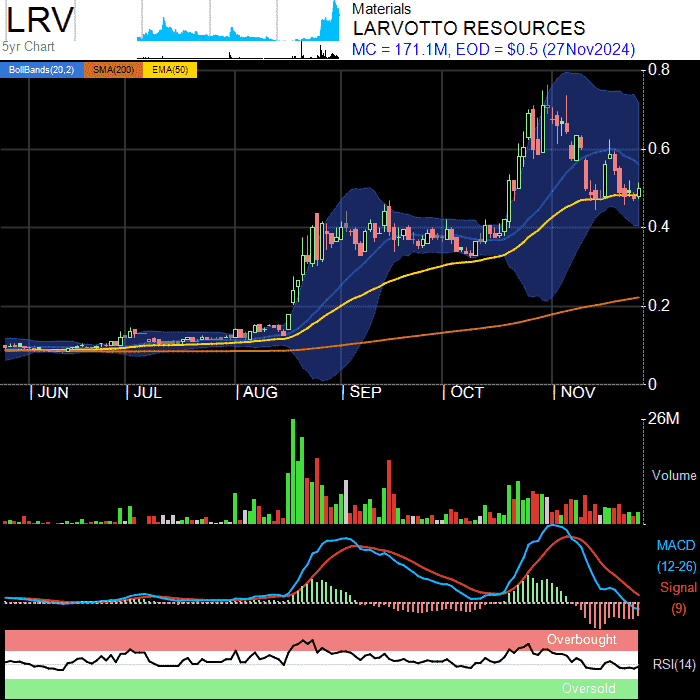 LRV
5yr Chart
Materials
LARVOTTO RESOURCES
MC = 171.1M, EOD = $0.5 (27Nov2024)
BollBands(20,2) SMA(200) EMA(50)
0.8
0.6
0.4
0.2
0
JUN JUL AUG SEP OCT NOV
26M
Volume
MACD
(12-26)
Signal
(9)
Overbought
RSI(14)
Oversold